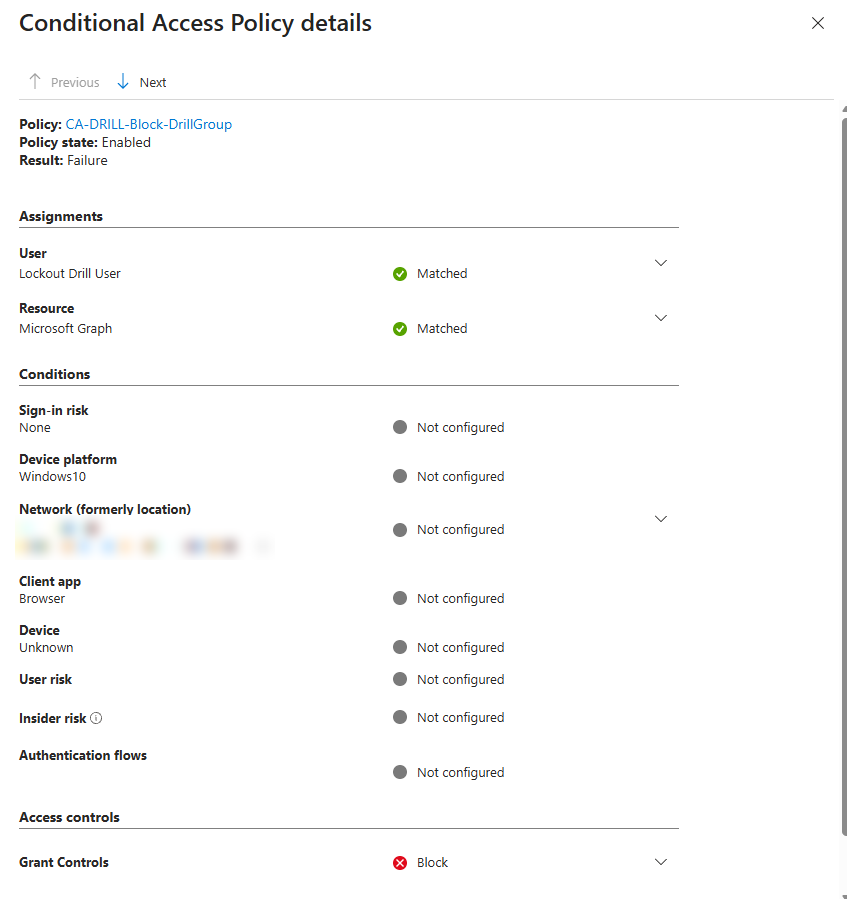 Conditional Access Policy details
Previous Next
Policy: CA-DRILL-Block-DrillGroup
Policy state: Enabled
Result: Failure
Assignments
User
Lockout Drill User Matched
Resource
Microsoft Graph Matched
Conditions
Sign-in risk
None Not configured
Device platform
Windows10 Not configured
Network (formerly location)
Not configured
Client app
Browser Not configured
Device
Unknown Not configured
User risk Not configured
Insider risk Not configured
Authentication flows
Not configured
Access controls
Grant Controls Block